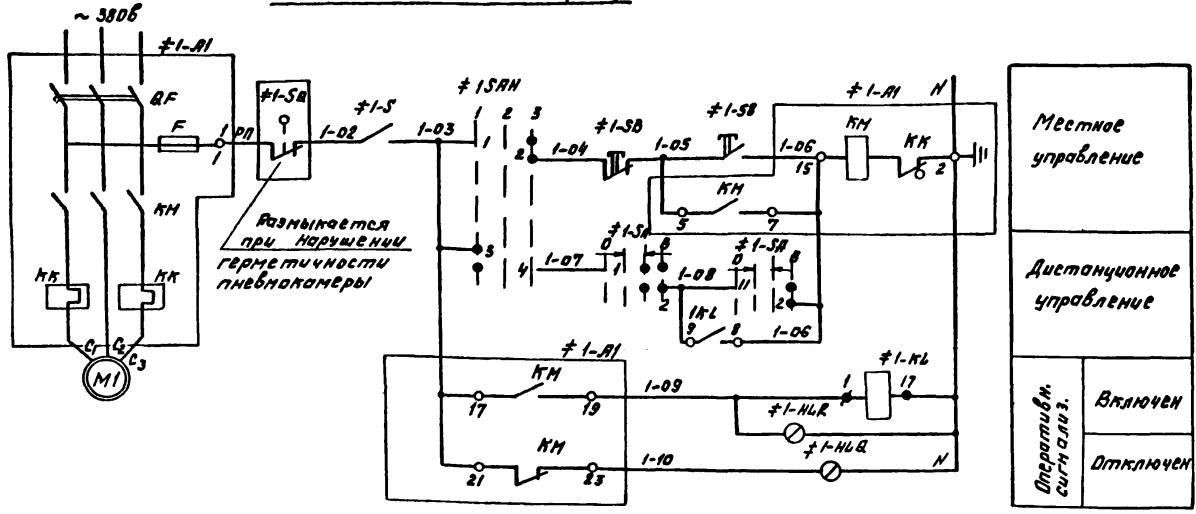 ~ 380в
≠1-A1
QF
F
1
1
РП
≠1-SQ
1-02
≠1-S
1-03
≠1SAH
1 2 3
1
2
1-04
≠1-SB
1-05
≠1-SB
1-06
15
≠1-A1
KM
KK
2
N
5
KM
7
KM
KK
KK
C1
C2
C3
M1
Размыкается
при нарушении
герметичности
пневмокамеры
5
4
1-07
≠1-SA
0
B
1
2
1-08
≠1-SA
0
B
11
2
1KL
9
8
1-06
≠1-A1
KM
17
19
1-09
≠1-KL
1
17
≠1-HLR
KM
21
23
1-10
≠1-HLQ
N
Местное
управление
Дистанционное
управление
Оперативн.
сигнализ.
Включен
Отключен